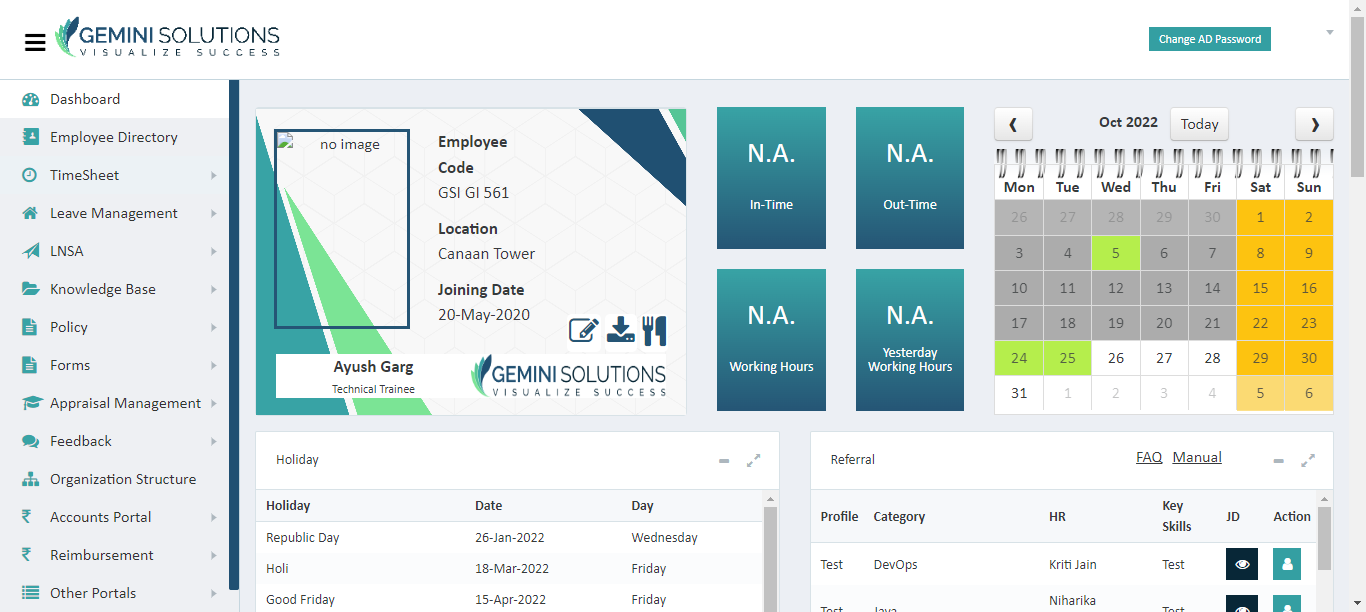 GEMINI SOLUTIONS
VISUALIZE SUCCESS
Change AD Password
Dashboard
Employee Directory
TimeSheet
Leave Management
LNSA
Knowledge Base
Policy
Forms
Appraisal Management
Feedback
Organization Structure
Accounts Portal
Reimbursement
Other Portals
no image
Employee
Code
GSI GI 561
Location
Canaan Tower
Joining Date
20-May-2020
Ayush Garg
Technical Trainee
GEMINI SOLUTIONS
VISUALIZE SUCCESS
N.A.
In-Time
N.A.
Out-Time
N.A.
Working Hours
N.A.
Yesterday
Working Hours
Oct 2022 Today
Mon Tue Wed Thu Fri Sat Sun
26 27 28 29 30 1 2
3 4 5 6 7 8 9
10 11 12 13 14 15 16
17 18 19 20 21 22 23
24 25 26 27 28 29 30
31 1 2 3 4 5 6
Holiday
Holiday Date Day
Republic Day 26-Jan-2022 Wednesday
Holi 18-Mar-2022 Friday
Good Friday 15-Apr-2022 Friday
Referral FAQ Manual
Profile Category HR Key Skills JD Action
Test DevOps Kriti Jain Test
Test Java Niharika Test